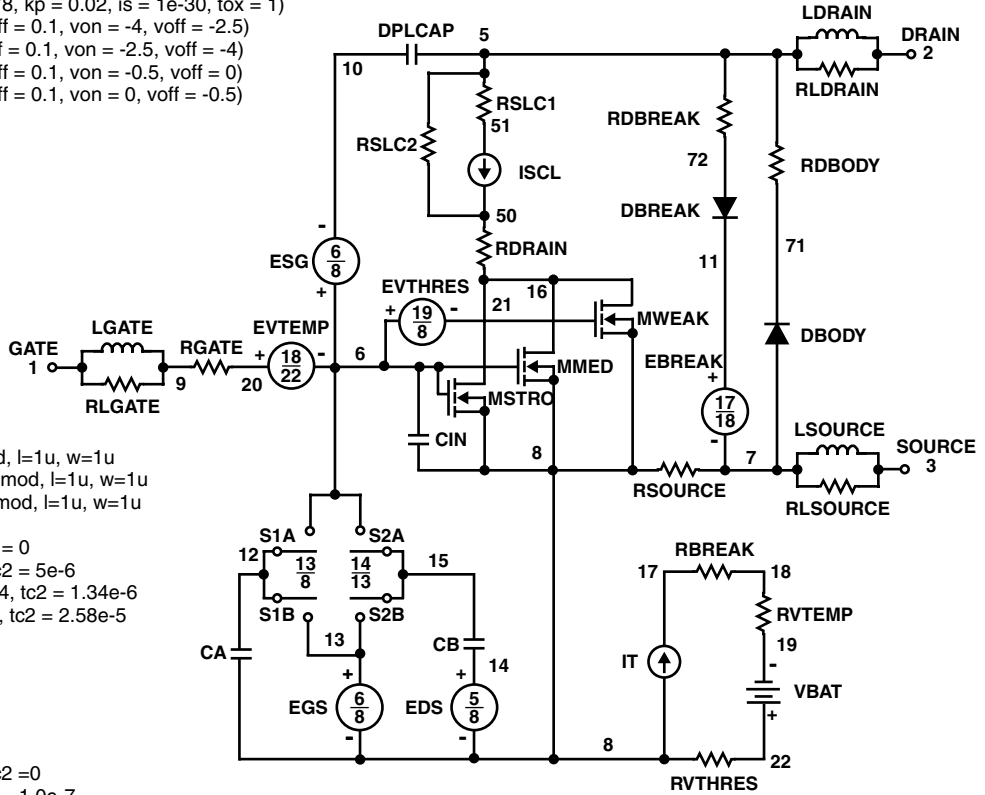 78, kp = 0.02, is = 1e-30, tox = 1)
ff = 0.1, von = -4, voff = -2.5)
f = 0.1, von = -2.5, voff = -4)
ff = 0.1, von = -0.5, voff = 0)
ff = 0.1, von = 0, voff = -0.5)
LDRAIN
DPLCAP
5
DRAIN
2
10
RLDRAIN
RSLC1
51
RDBREAK
RSLC2
72
RDBODY
ISCL
DBREAK
50
71
RDRAIN
ESG
6
8
11
EVTHRES
16
21
19
8
MWEAK
LGATE
EVTEMP
DBODY
GATE
1
RGATE
18
22
6
MMED
EBREAK
9
20
MSTRO
RLGATE
17
18
CIN
LSOURCE
8
7
SOURCE
3
RSOURCE
RLSOURCE
d, l=1u, w=1u
mod, l=1u, w=1u
mod, l=1u, w=1u
= 0
c2 = 5e-6
4, tc2 = 1.34e-6
, tc2 = 2.58e-5
S1A
S2A
12
13
8
14
13
15
RBREAK
17
18
S1B
S2B
13
RVTEMP
CA
CB
19
14
IT
VBAT
EGS
6
8
EDS
5
8
8
22
RVTHRES
c2 =0